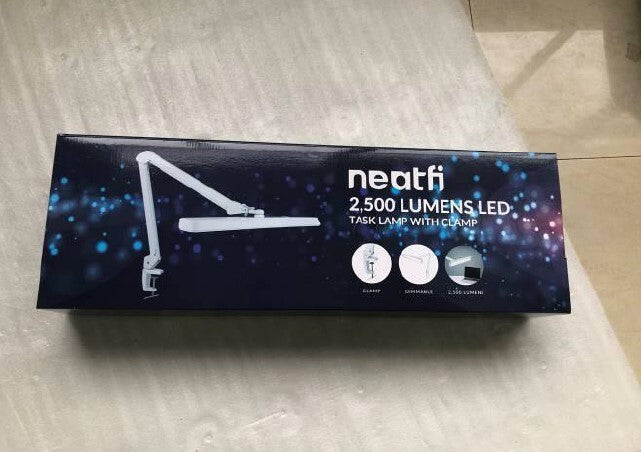 neatfi
2,500 LUMENS LED
TASK LAMP WITH CLAMP
CLAMP
DIMMABLE
2,500 LUMENS